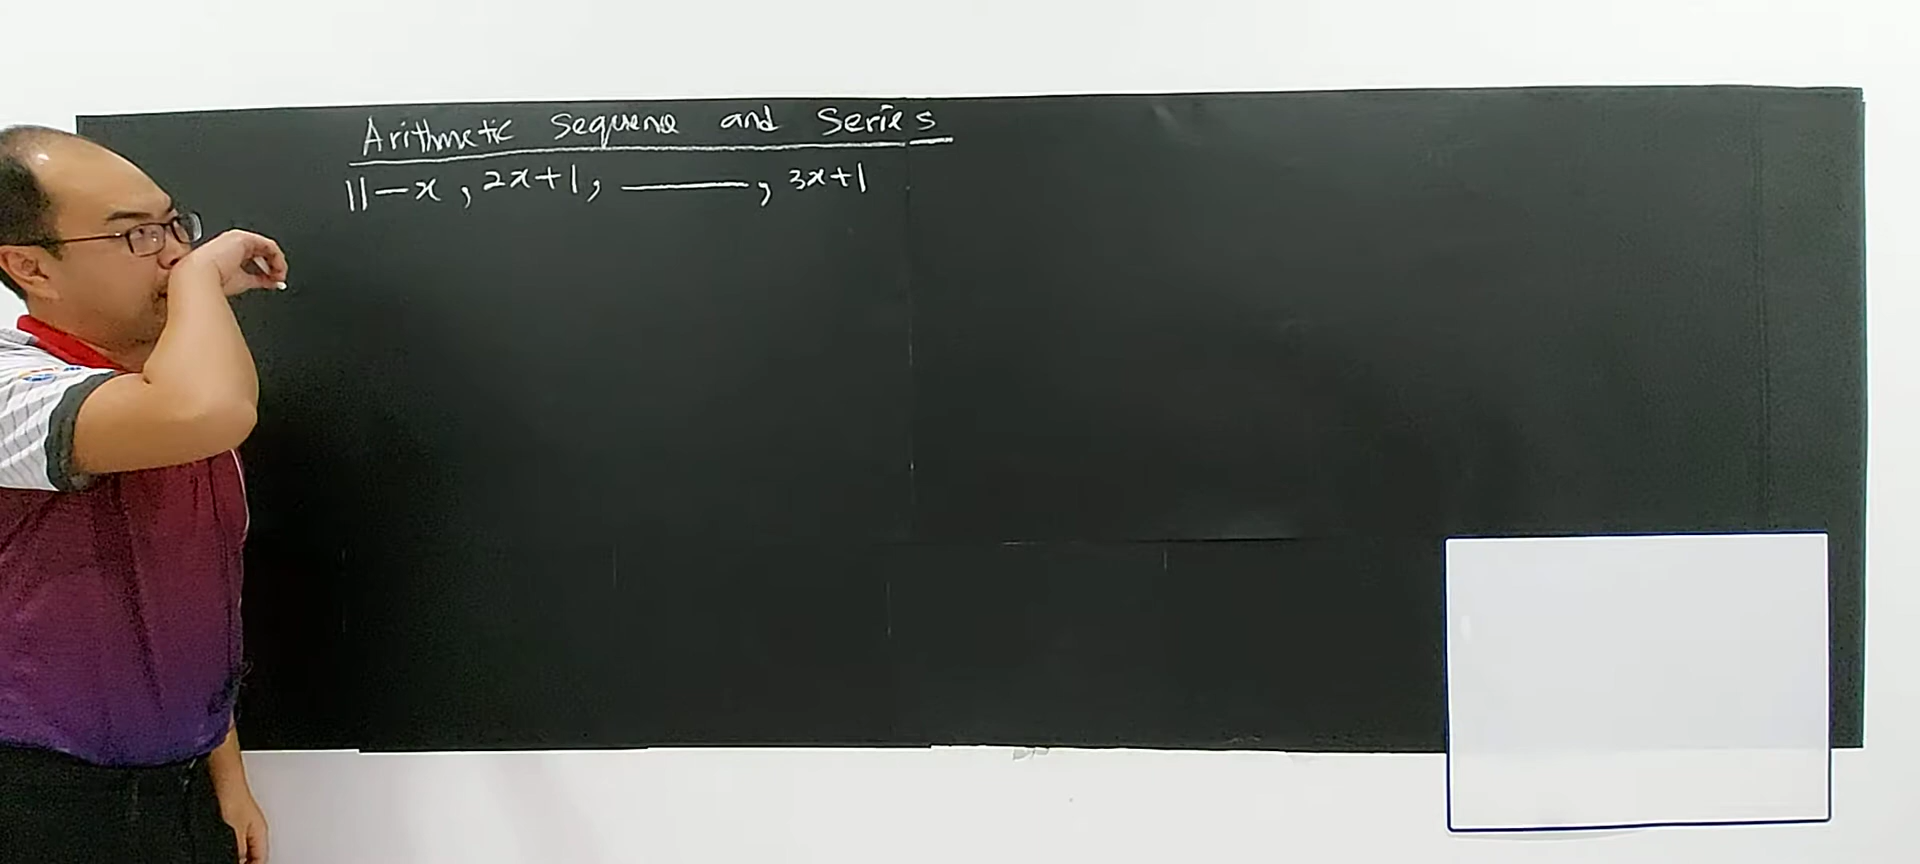 Arithmetic Sequence and Series
11-x, 2x+1, ______, 3x+1